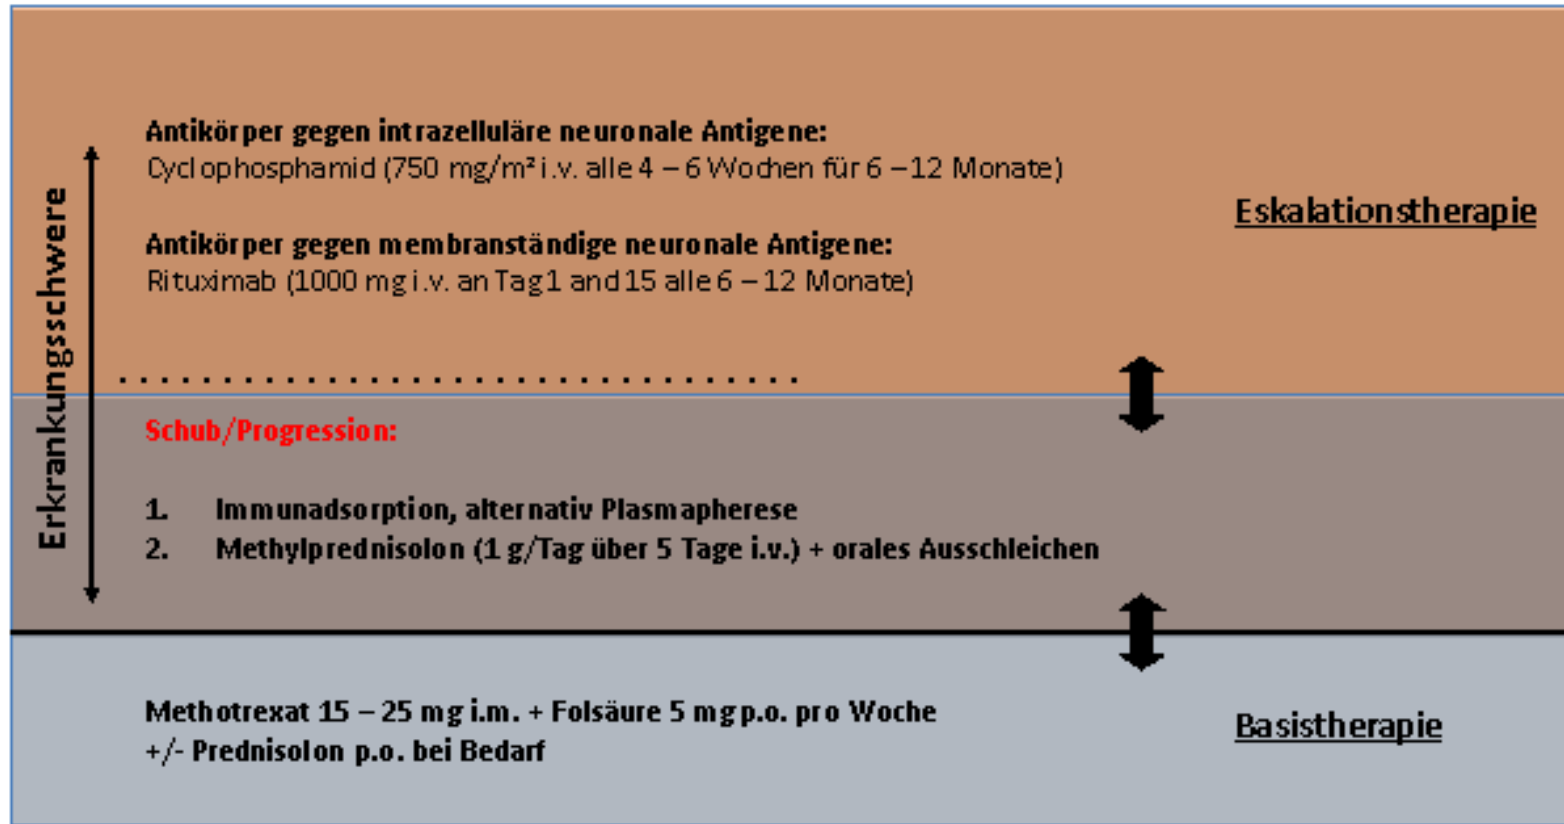 Erkrankungsschwere
Antikörper gegen intrazelluläre neuronale Antigene:
Cyclophosphamid (750 mg/m² i.v. alle 4 – 6 Wochen für 6 – 12 Monate)
Antikörper gegen membranständige neuronale Antigene:
Rituximab (1000 mg i.v. an Tag 1 and 15 alle 6 – 12 Monate)
Eskalationstherapie
Schub/Progression:
1. Immunadsorption, alternativ Plasmapherese
2. Methylprednisolon (1 g/Tag über 5 Tage i.v.) + orales Ausschleichen
Methotrexat 15 – 25 mg i.m. + Folsäure 5 mg p.o. pro Woche
+/- Prednisolon p.o. bei Bedarf
Basistherapie